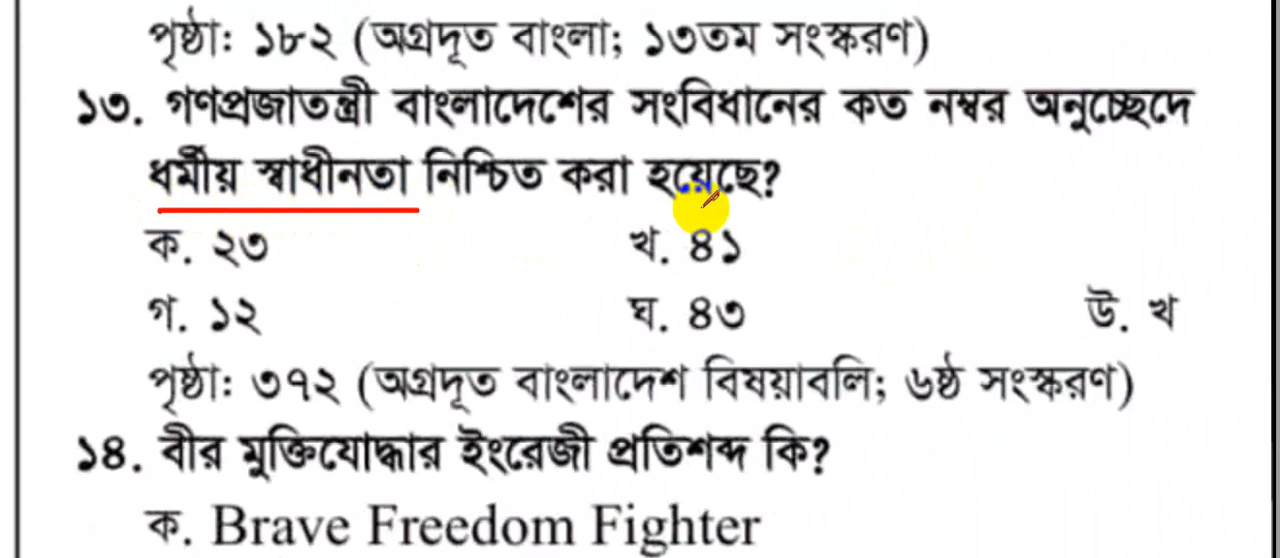 পৃষ্ঠা: ১৮২ (অগ্রদূত বাংলা; ১৩তম সংস্করণ)
১৩. গণপ্রজাতন্ত্রী বাংলাদেশের সংবিধানের কত নম্বর অনুচ্ছেদে
ধর্মীয় স্বাধীনতা নিশ্চিত করা হয়েছে?
ক. ২৩ খ. ৪১
গ. ১২ ঘ. ৪৩ উ. খ
পৃষ্ঠা: ৩৭২ (অগ্রদূত বাংলাদেশ বিষয়াবলি; ৬ষ্ঠ সংস্করণ)
১৪. বীর মুক্তিযোদ্ধার ইংরেজী প্রতিশব্দ কি?
ক. Brave Freedom Fighter